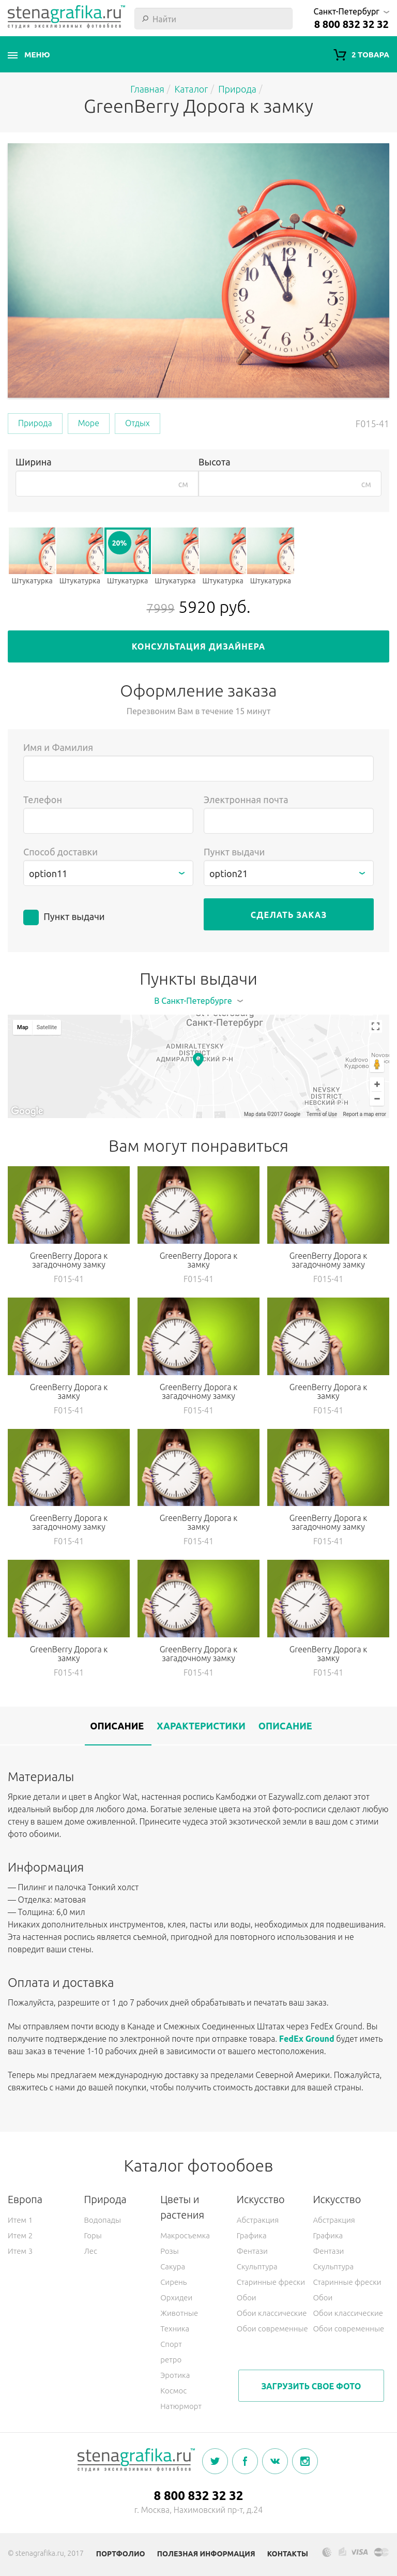 stenagrafika.ru™
студия эксклюзивных фотообоев
Найти
Санкт-Петербург
8 800 832 32 32
МЕНЮ
2 ТОВАРА
Главная / Каталог / Природа /
GreenBerry Дорога к замку
Природа Море Отдых F015-41
Ширина Высота
см см
20%
Штукатурка Штукатурка Штукатурка Штукатурка Штукатурка Штукатурка
7999 5920 руб.
КОНСУЛЬТАЦИЯ ДИЗАЙНЕРА
Оформление заказа
Перезвоним Вам в течение 15 минут
Имя и Фамилия
Телефон Электронная почта
Способ доставки Пункт выдачи
option11 option21
Пункт выдачи СДЕЛАТЬ ЗАКАЗ
Пункты выдачи
В Санкт-Петербурге
Map Satellite
Санкт-Петербург
ADMIRALTEYSKY
DISTRICT
АДМИРАЛТЕЙСКИЙ Р-Н
Kudrovo
Кудрово
NEVSKY
DISTRICT
НЕВСКИЙ Р-Н
Google
Map data ©2017 Google Terms of Use Report a map error
Вам могут понравиться
GreenBerry Дорога к GreenBerry Дорога к GreenBerry Дорога к
загадочному замку замку загадочному замку
F015-41 F015-41 F015-41
GreenBerry Дорога к GreenBerry Дорога к GreenBerry Дорога к
замку загадочному замку замку
F015-41 F015-41 F015-41
GreenBerry Дорога к GreenBerry Дорога к GreenBerry Дорога к
загадочному замку замку загадочному замку
F015-41 F015-41 F015-41
GreenBerry Дорога к GreenBerry Дорога к GreenBerry Дорога к
замку загадочному замку замку
F015-41 F015-41 F015-41
ОПИСАНИЕ ХАРАКТЕРИСТИКИ ОПИСАНИЕ
Материалы
Яркие детали и цвет в Angkor Wat, настенная роспись Камбоджи от Eazywallz.com делают этот
идеальный выбор для любого дома. Богатые зеленые цвета на этой фото-росписи сделают любую
стену в вашем доме оживленной. Принесите чудеса этой экзотической земли в ваш дом с этими
фото обоими.
Информация
— Пилинг и палочка Тонкий холст
— Отделка: матовая
— Толщина: 6,0 мил
Никаких дополнительных инструментов, клея, пасты или воды, необходимых для подвешивания.
Эта настенная роспись является съемной, пригодной для повторного использования и не
повредит ваши стены.
Оплата и доставка
Пожалуйста, разрешите от 1 до 7 рабочих дней обрабатывать и печатать ваш заказ.
Мы отправляем почти всюду в Канаде и Смежных Соединенных Штатах через FedEx Ground. Вы
получите подтверждение по электронной почте при отправке товара. FedEx Ground будет иметь
ваш заказ в течение 1-10 рабочих дней в зависимости от вашего местоположения.
Теперь мы предлагаем международную доставку за пределами Северной Америки. Пожалуйста,
свяжитесь с нами до вашей покупки, чтобы получить стоимость доставки для вашей страны.
Каталог фотообоев
Европа
Итем 1
Итем 2
Итем 3
Природа
Водопады
Горы
Лес
Цветы и
растения
Макросъемка
Розы
Сакура
Сирень
Орхидеи
Животные
Техника
Спорт
ретро
Эротика
Космос
Натюрморт
Искусство
Абстракция
Графика
Фентази
Скульптура
Старинные фрески
Обои
Обои классические
Обои современные
Искусство
Абстракция
Графика
Фентази
Скульптура
Старинные фрески
Обои
Обои классические
Обои современные
ЗАГРУЗИТЬ СВОЕ ФОТО
stenagrafika.ru™
студия эксклюзивных фотообоев
8 800 832 32 32
г. Москва, Нахимовский пр-т, д.24
© stenagrafika.ru, 2017 ПОРТФОЛИО ПОЛЕЗНАЯ ИНФОРМАЦИЯ КОНТАКТЫ VISA